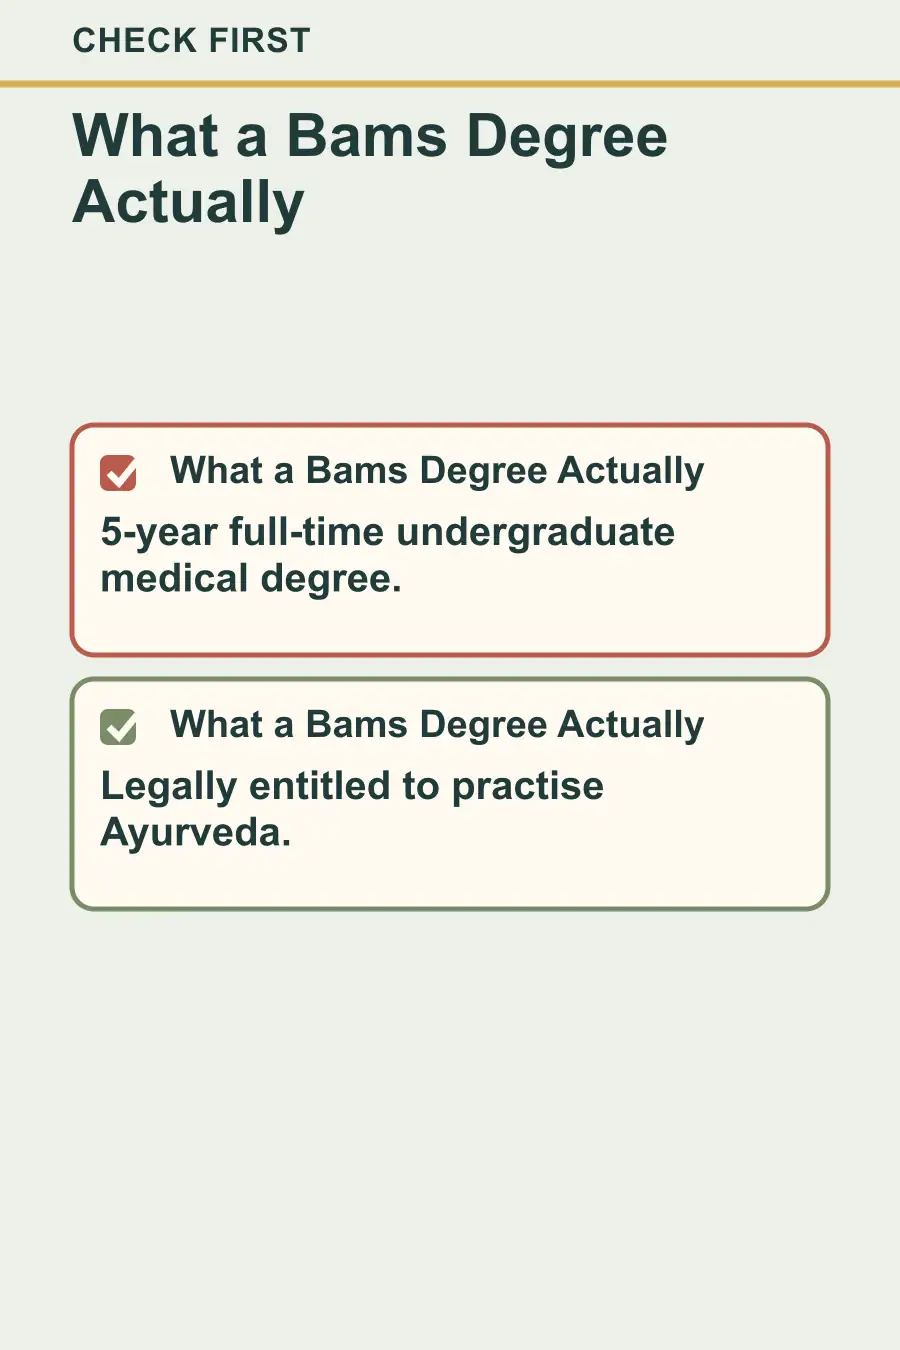 CHECK FIRST
What a Bams Degree
Actually
What a Bams Degree Actually
5-year full-time undergraduate
medical degree.
What a Bams Degree Actually
Legally entitled to practise
Ayurveda.